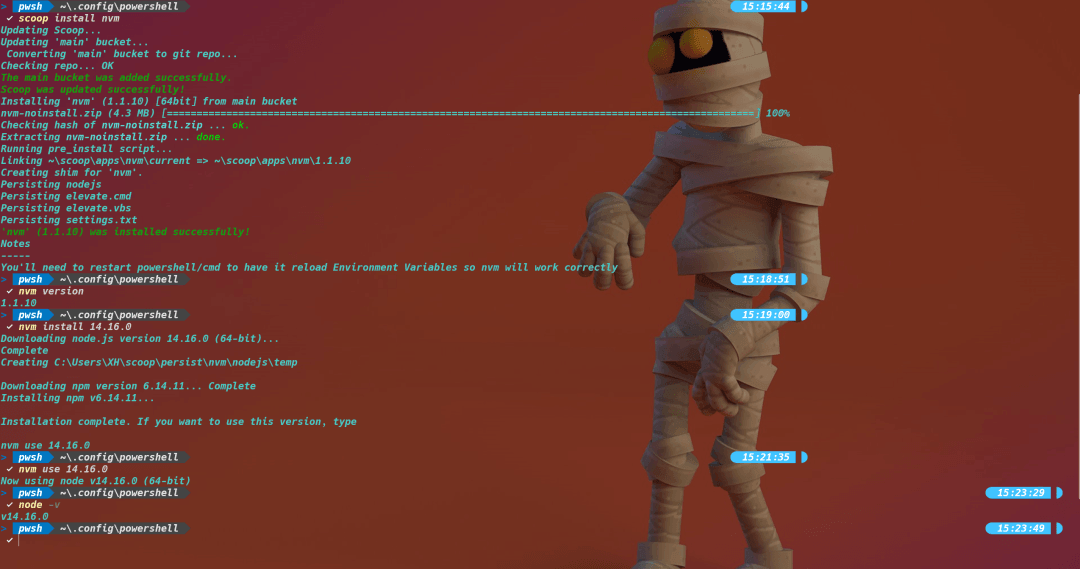 > pwsh ~\.config\powershell 15:15:44
✓ scoop install nvm
Updating Scoop...
Updating 'main' bucket...
Converting 'main' bucket to git repo...
Checking repo... OK
The main bucket was added successfully.
Scoop was updated successfully!
Installing 'nvm' (1.1.10) [64bit] from main bucket
nvm-noinstall.zip (4.3 MB) [===================================================================================================] 100%
Checking hash of nvm-noinstall.zip ... ok.
Extracting nvm-noinstall.zip ... done.
Running pre_install script...
Linking ~\scoop\apps\nvm\current => ~\scoop\apps\nvm\1.1.10
Creating shim for 'nvm'.
Persisting nodejs
Persisting elevate.cmd
Persisting elevate.vbs
Persisting settings.txt
'nvm' (1.1.10) was installed successfully!
Notes
-----
You'll need to restart powershell/cmd to have it reload Environment Variables so nvm will work correctly
> pwsh ~\.config\powershell 15:18:51
✓ nvm version
1.1.10
> pwsh ~\.config\powershell 15:19:00
✓ nvm install 14.16.0
Downloading node.js version 14.16.0 (64-bit)...
Complete
Creating C:\Users\XH\scoop\persist\nvm\nodejs\temp
Downloading npm version 6.14.11... Complete
Installing npm v6.14.11...
Installation complete. If you want to use this version, type
nvm use 14.16.0
> pwsh ~\.config\powershell 15:21:35
✓ nvm use 14.16.0
Now using node v14.16.0 (64-bit)
> pwsh ~\.config\powershell 15:23:29
✓ node -v
v14.16.0
> pwsh ~\.config\powershell 15:23:49
✓